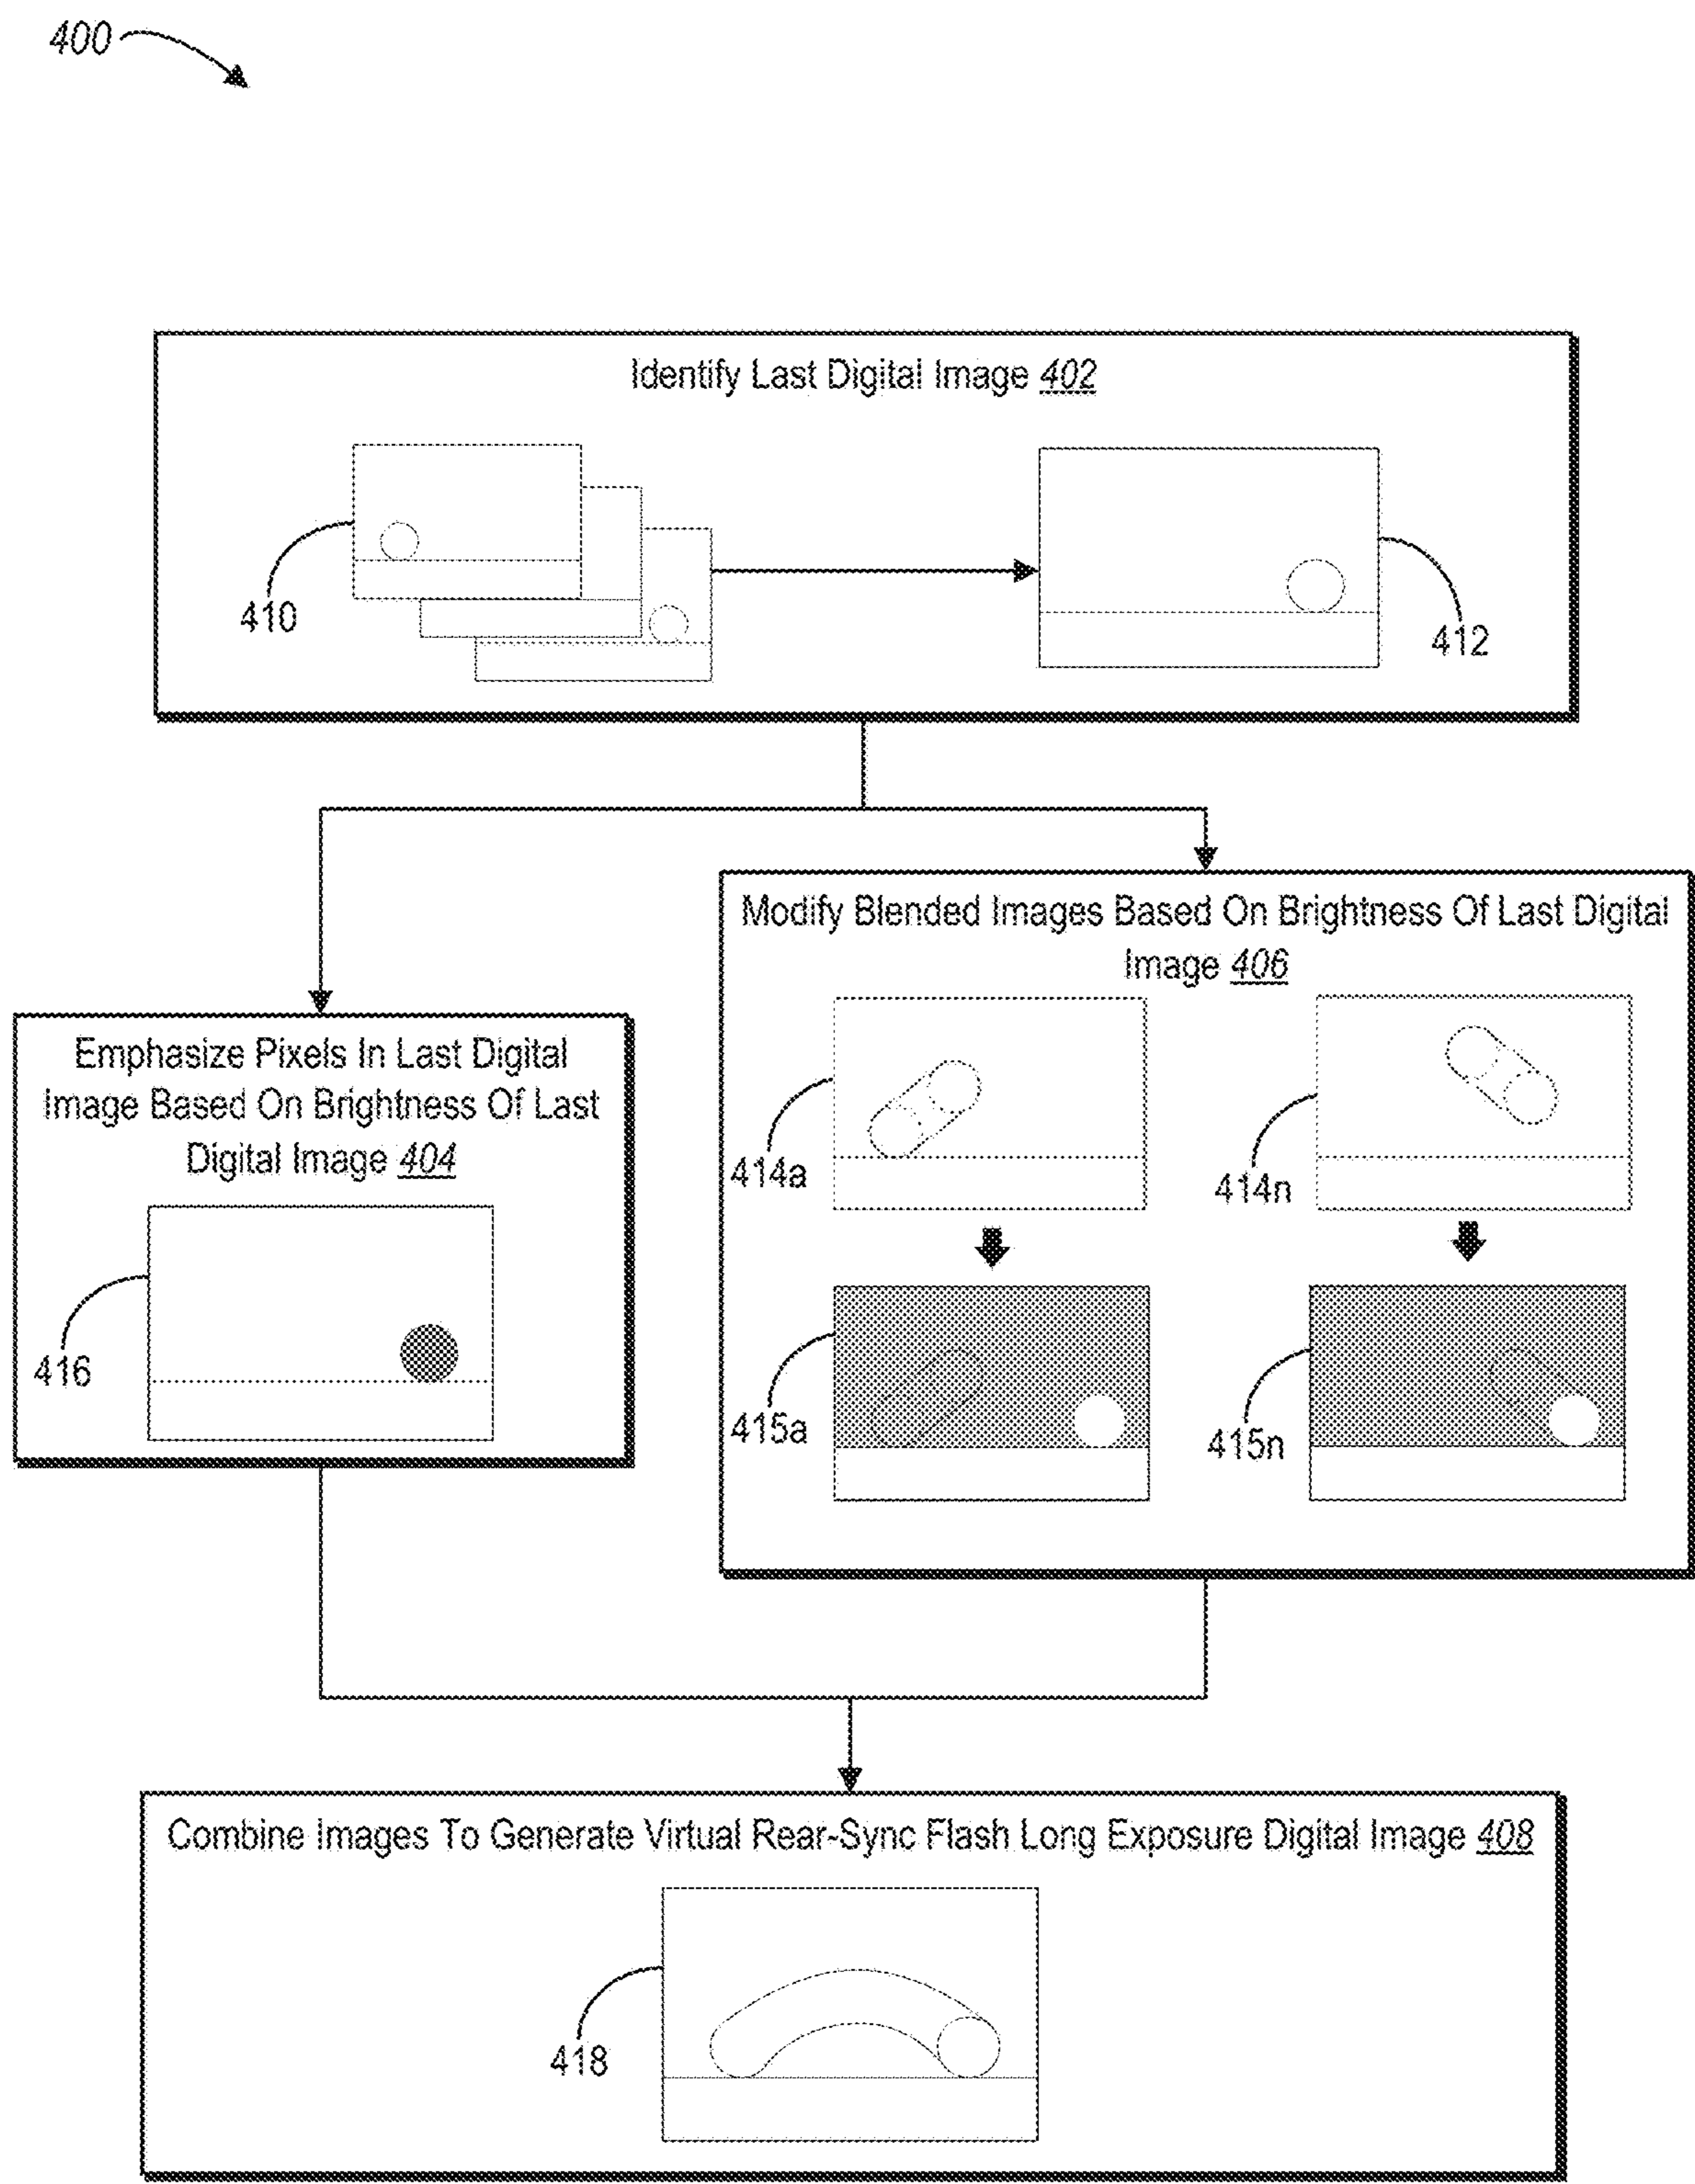 400
Identify Last Digital Image 402
410
412
Modify Blended Images Based On Brightness Of Last Digital
Image 406
414a
414n
415a
415n
Emphasize Pixels In Last Digital
Image Based On Brightness Of Last
Digital Image 404
416
Combine Images To Generate Virtual Rear-Sync Flash Long Exposure Digital Image 408
418